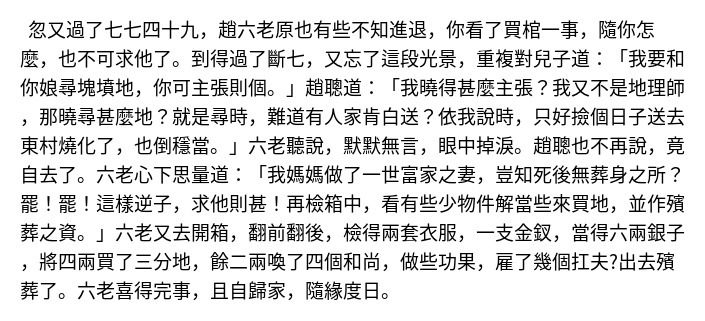 忽又過了七七四十九，趙六老原也有些不知進退，你看了買棺一事，隨你怎
麼，也不可求他了。到得過了斷七，又忘了這段光景，重複對兒子道：「我要和
你娘尋塊墳地，你可主張則個。」趙聰道：「我曉得甚麼主張？我又不是地理師
，那曉尋甚麼地？就是尋時，難道有人家肯白送？依我說時，只好撿個日子送去
東村燒化了，也倒穩當。」六老聽說，默默無言，眼中掉淚。趙聰也不再說，竟
自去了。六老心下思量道：「我媽媽做了一世富家之妻，豈知死後無葬身之所？
罷！罷！這樣逆子，求他則甚！再檢箱中，看有些少物件解當些來買地，並作殯
葬之資。」六老又去開箱，翻前翻後，檢得兩套衣服，一支金釵，當得六兩銀子
，將四兩買了三分地，餘二兩喚了四個和尚，做些功果，雇了幾個扛夫?出去殯
葬了。六老喜得完事，且自歸家，隨緣度日。